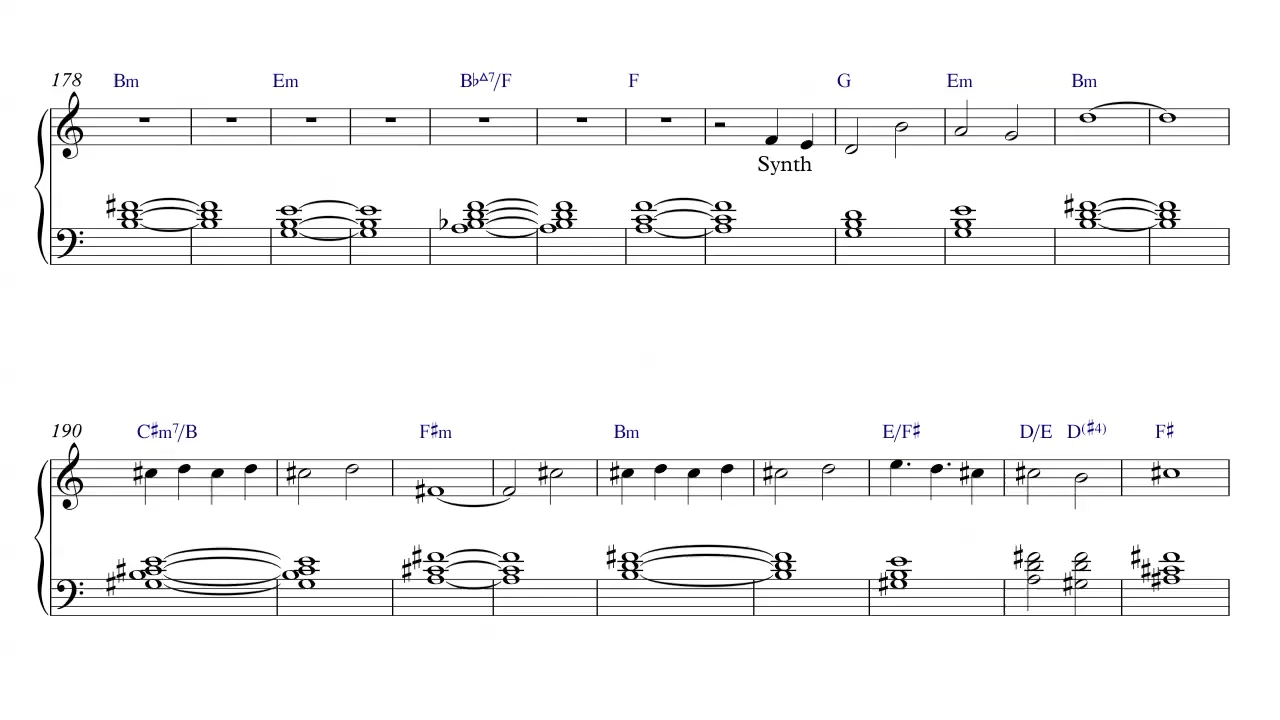 178 Bm Em B♭Δ7/F F G Em Bm
Synth
190 C♯m7/B F♯m Bm E/F♯ D/E D(♯4) F♯